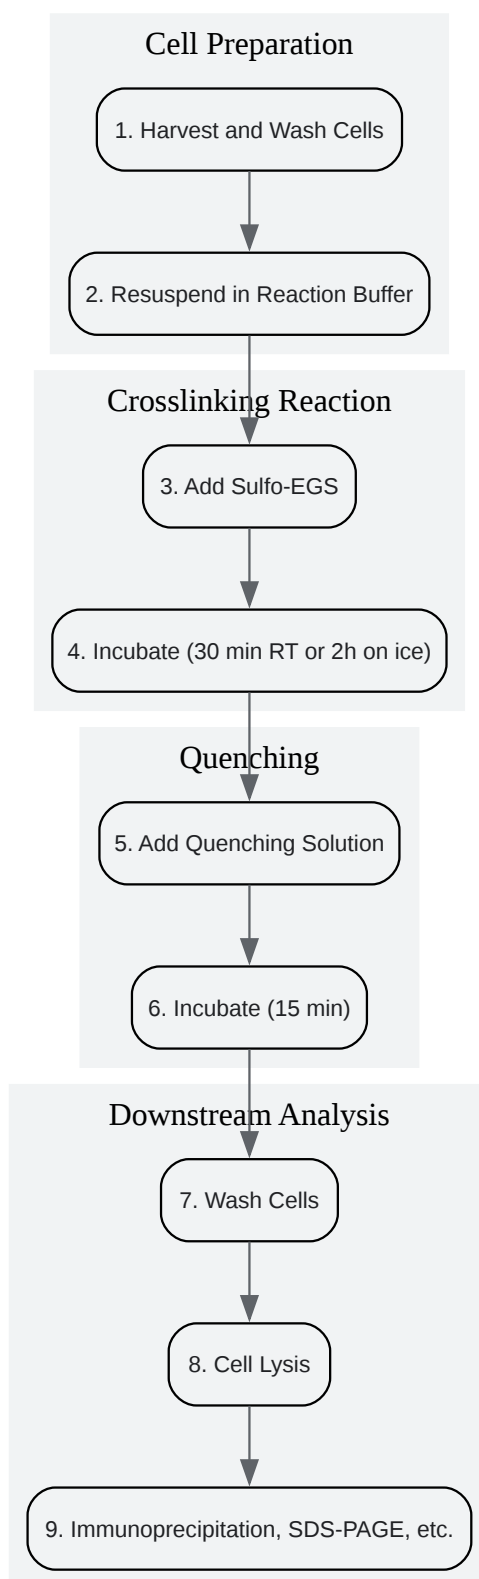 Cell Preparation
1. Harvest and Wash Cells
2. Resuspend in Reaction Buffer
Crosslinking Reaction
3. Add Sulfo-EGS
4. Incubate (30 min RT or 2h on ice)
Quenching
5. Add Quenching Solution
6. Incubate (15 min)
Downstream Analysis
7. Wash Cells
8. Cell Lysis
9. Immunoprecipitation, SDS-PAGE, etc.